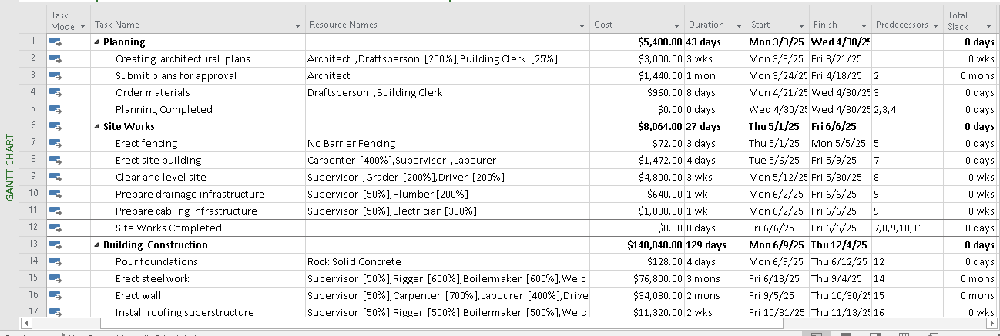 Task Mode Task Name Resource Names Cost Duration Start Finish Predecessors Total Slack
1 Planning $5,400.00 43 days Mon 3/3/25 Wed 4/30/25 0 days
2 Creating architectural plans Architect ,Draftsperson [200%],Building Clerk [25%] $3,000.00 3 wks Mon 3/3/25 Fri 3/21/25 0 wks
3 Submit plans for approval Architect $1,440.00 1 mon Mon 3/24/25 Fri 4/18/25 2 0 mons
4 Order materials Draftsperson ,Building Clerk $960.00 8 days Mon 4/21/25 Wed 4/30/25 3 0 days
5 Planning Completed $0.00 0 days Wed 4/30/25 Wed 4/30/25 2,3,4 0 days
6 Site Works $8,064.00 27 days Thu 5/1/25 Fri 6/6/25 0 days
7 Erect fencing No Barrier Fencing $72.00 3 days Thu 5/1/25 Mon 5/5/25 5 0 days
8 Erect site building Carpenter [400%],Supervisor ,Labourer $1,472.00 4 days Tue 5/6/25 Fri 5/9/25 7 0 days
9 Clear and level site Supervisor ,Grader [200%],Driver [200%] $4,800.00 3 wks Mon 5/12/25 Fri 5/30/25 8 0 wks
10 Prepare drainage infrastructure Supervisor [50%],Plumber [200%] $640.00 1 wk Mon 6/2/25 Fri 6/6/25 9 0 wks
11 Prepare cabling infrastructure Supervisor [50%],Electrician [300%] $1,080.00 1 wk Mon 6/2/25 Fri 6/6/25 9 0 wks
12 Site Works Completed $0.00 0 days Fri 6/6/25 Fri 6/6/25 7,8,9,10,11 0 days
13 Building Construction $140,848.00 129 days Mon 6/9/25 Thu 12/4/25 0 days
14 Pour foundations Rock Solid Concrete $128.00 4 days Mon 6/9/25 Thu 6/12/25 12 0 days
15 Erect steelwork Supervisor [50%],Rigger [600%],Boilermaker [600%],Weld $76,800.00 3 mons Fri 6/13/25 Thu 9/4/25 14 0 mons
16 Erect wall Supervisor [50%],Carpenter [700%],Labourer [400%],Drive $34,080.00 2 mons Fri 9/5/25 Thu 10/30/25 15 0 mons
17 Install roofing superstructure Supervisor [50%],Rigger [500%],Boilermaker [500%],Weld $11,320.00 2 wks Fri 10/31/25 Thu 11/13/25 16 0 wks
GANTT CHART